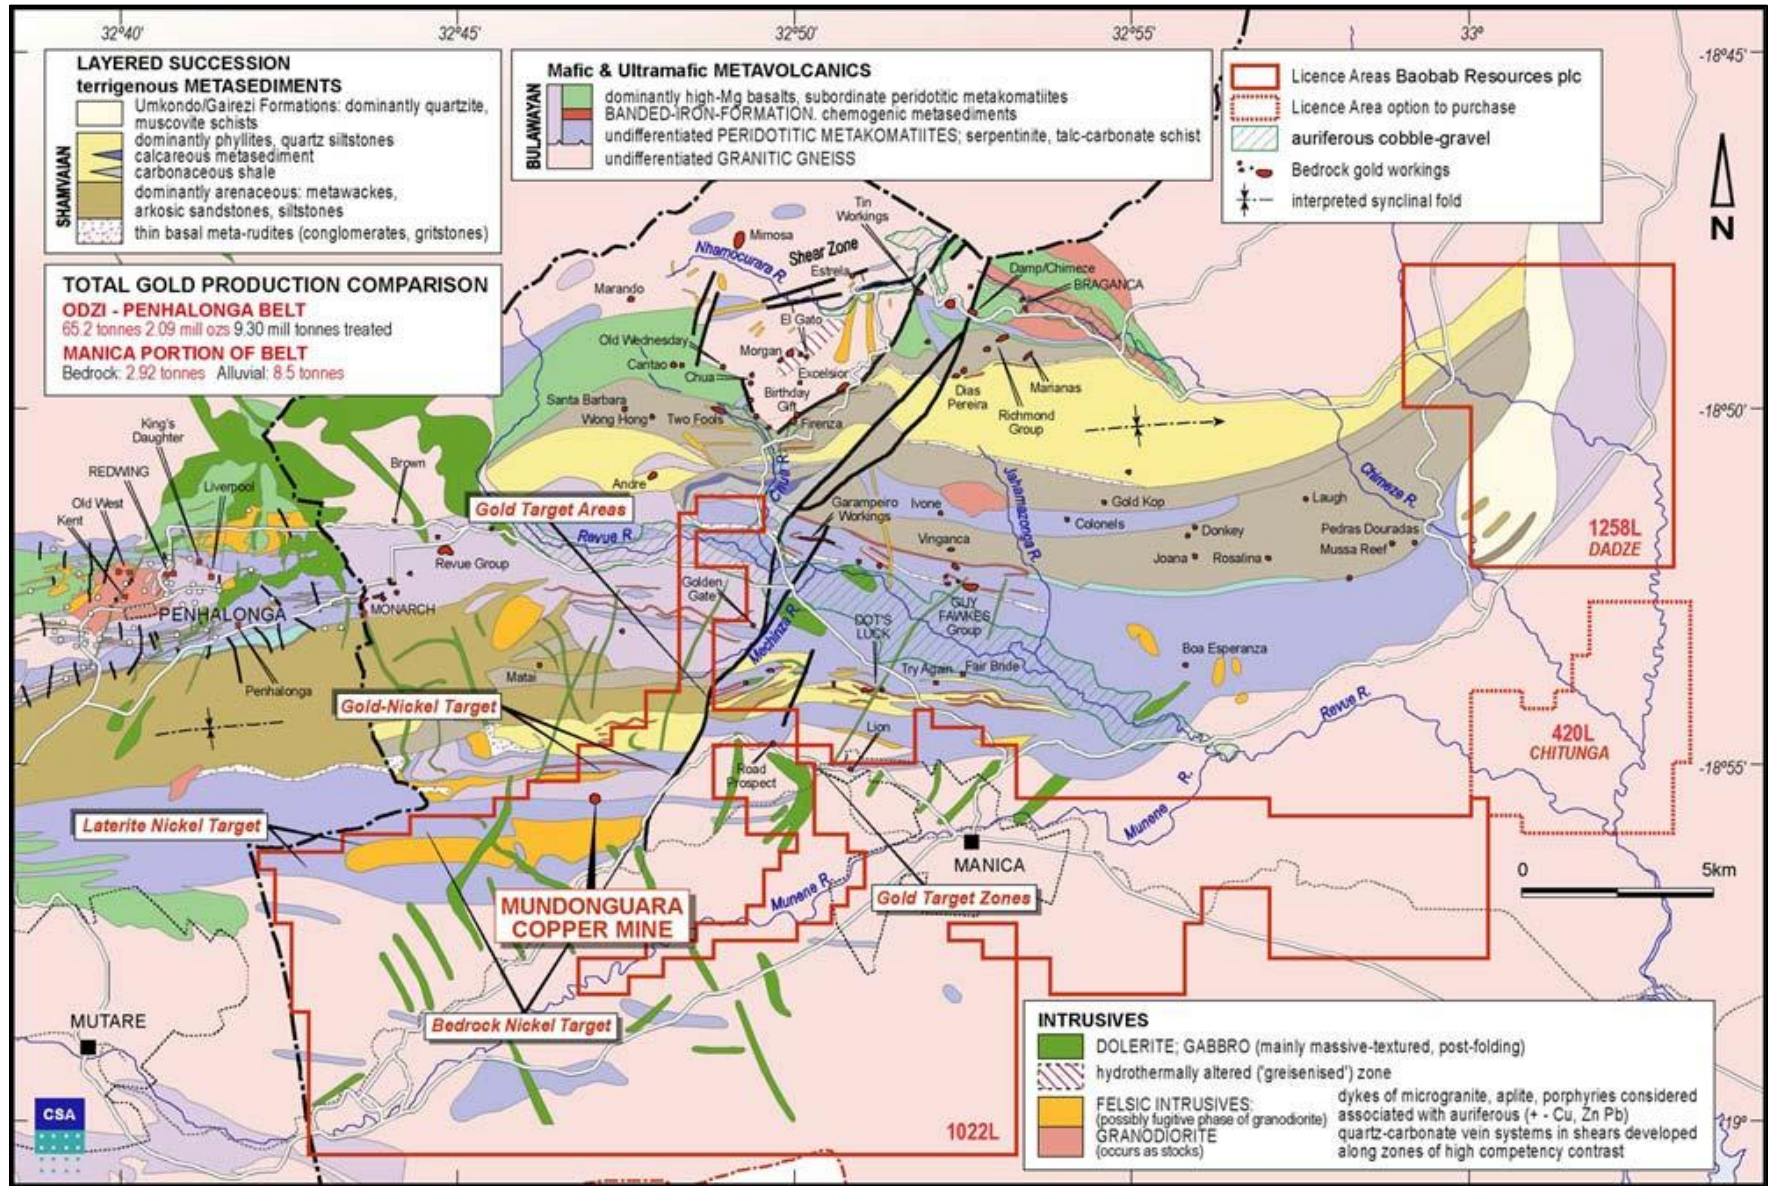 32°40'
32°45'
32°50'
32°55'
33°
-18°45'
-18°50'
-18°55'
-19°
LAYERED SUCCESSION
terrigenous METASEDIMENTS
Umkondo/Gairezi Formations: dominantly quartzite,
muscovite schists
SHAMVAIAN
dominantly phyllites, quartz siltstones
calcareous metasediment
carbonaceous shale
dominantly arenaceous: metawackes,
arkosic sandstones, siltstones
thin basal meta-rudites (conglomerates, gritstones)
Mafic & Ultramafic METAVOLCANICS
BULAWAYAN
dominantly high-Mg basalts, subordinate peridotitic metakomatiites
BANDED-IRON-FORMATION. chemogenic metasediments
undifferentiated PERIDOTITIC METAKOMATIITES; serpentinite, talc-carbonate schist
undifferentiated GRANITIC GNEISS
Licence Areas Baobab Resources plc
Licence Area option to purchase
auriferous cobble-gravel
Bedrock gold workings
interpreted synclinal fold
N
TOTAL GOLD PRODUCTION COMPARISON
ODZI - PENHALONGA BELT
65.2 tonnes 2.09 mill ozs 9.30 mill tonnes treated
MANICA PORTION OF BELT
Bedrock: 2.92 tonnes Alluvial: 8.5 tonnes
Tin
Workings
Mimosa
Nhamocurara R.
Shear Zone
Estrela
Marando
Damp/Chimeze
BRAGANCA
El Gato
Old Wednesday
Morgan
Cantao
Chua
Excelsior
Birthday
Gift
Santa Barbara
Wong Hong
Two Fools
Firenza
Dias
Pereira
Marianas
Richmond
Group
King's
Daughter
REDWING
Liverpool
Old West
Kent
Brown
Andre
Chua R.
Gold Target Areas
Revue R.
Revue Group
Garampeiro
Workings
Ivone
Jahamazonga R.
Gold Kop
Colonels
Laugh
Chimeze R.
Donkey
Pedras Douradas
Mussa Reef
Joana
Rosalina
Vinganca
1258L
DADZE
Golden
Gate
PENHALONGA
MONARCH
Mechinza R.
DOT'S
LUCK
GUY
FAWKES
Group
Matai
Penhalonga
Try Again
Fair Bride
Boa Esperanza
Gold-Nickel Target
Revue R.
420L
CHITUNGA
Lion
Road
Prospect
Laterite Nickel Target
Munene
R.
MANICA
0
5km
MUNDONGUARA
COPPER MINE
Munene R.
Gold Target Zones
Bedrock Nickel Target
MUTARE
CSA
1022L
INTRUSIVES
DOLERITE; GABBRO (mainly massive-textured, post-folding)
hydrothermally altered ('greisenised') zone
FELSIC INTRUSIVES:
(possibly fugitive phase of granodiorite)
GRANODIORITE
(occurs as stocks)
dykes of microgranite, aplite, porphyries considered
associated with auriferous (+ - Cu, Zn Pb)
quartz-carbonate vein systems in shears developed
along zones of high competency contrast